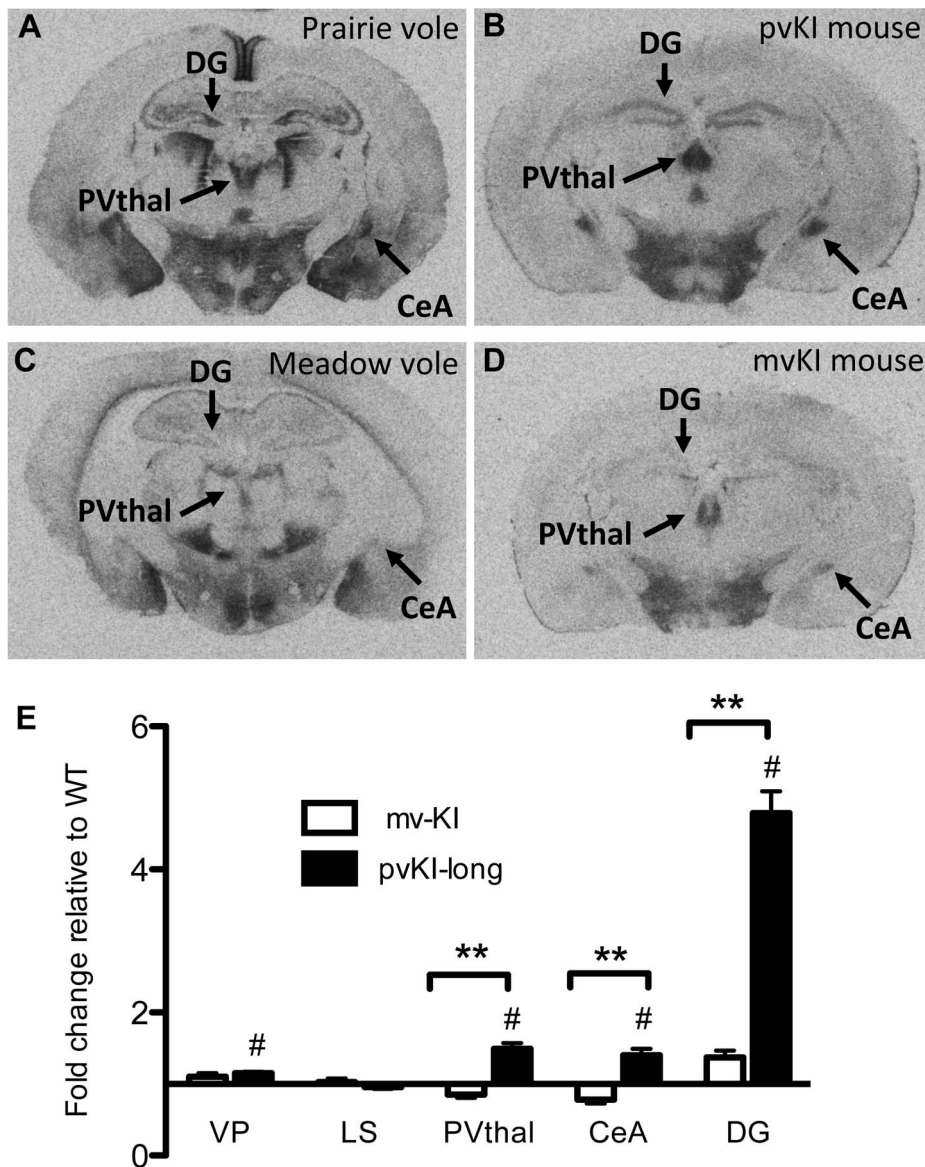 A Prairie vole
DG
PVthal
CeA
B pvKI mouse
DG
PVthal
CeA
C Meadow vole
DG
PVthal
CeA
D mvKI mouse
DG
PVthal
CeA
E
Fold change relative to WT
6
4
2
0
mv-KI
pvKI-long
#
**
#
**
#
**
#
VP LS PVthal CeA DG